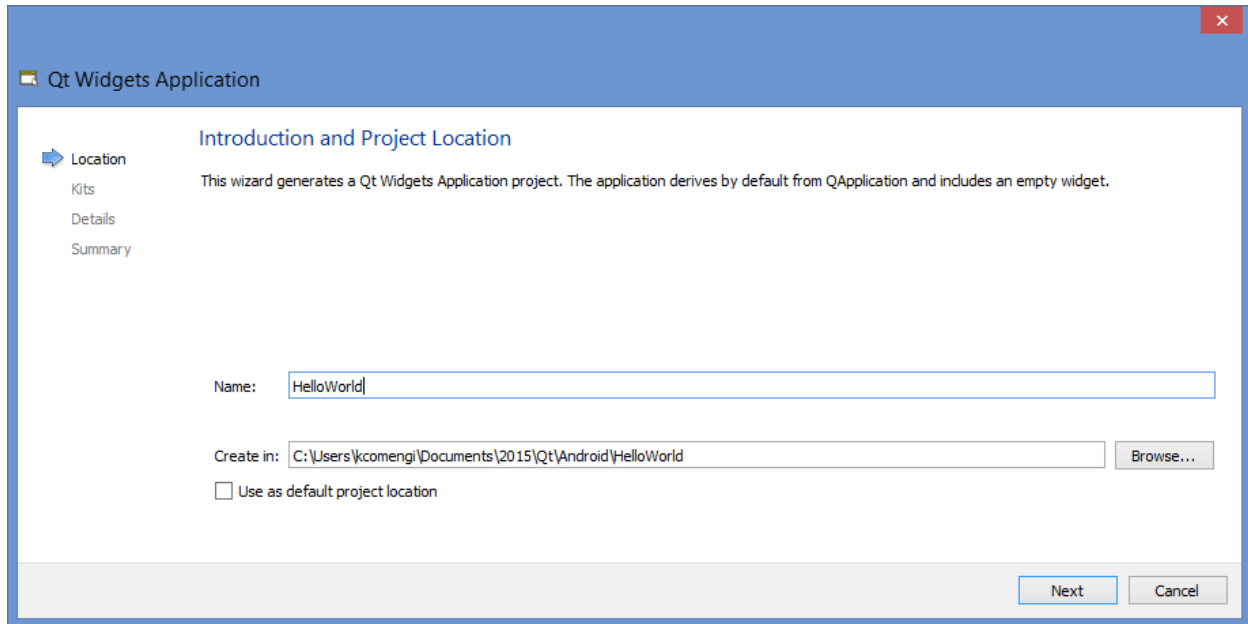 Qt Widgets Application
Introduction and Project Location
Location
This wizard generates a Qt Widgets Application project. The application derives by default from QApplication and includes an empty widget.
Kits
Details
Summary
Name: HelloWorld
Create in: C:\Users\kcomengi\Documents\2015\Qt\Android\HelloWorld Browse...
Use as default project location
Next Cancel